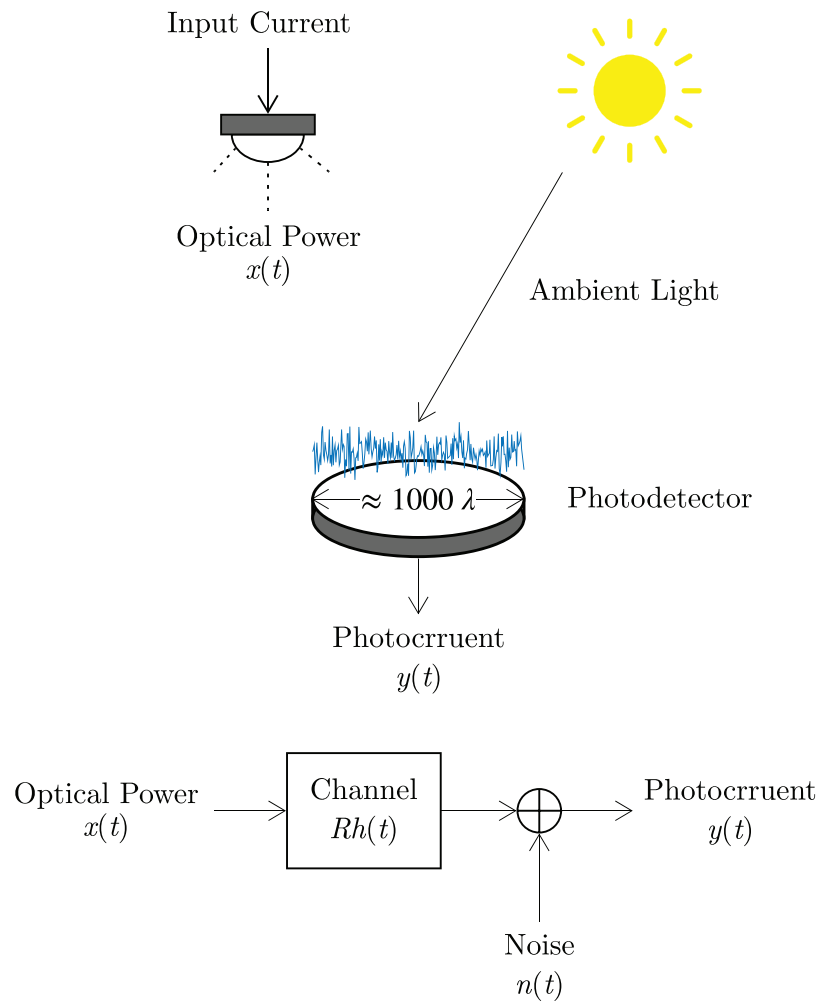 Input Current
Optical Power
x(t)
Ambient Light
≈ 1000 λ
Photodetector
Photocrruent
y(t)
Optical Power
x(t)
Channel
Rh(t)
Photocrruent
y(t)
Noise
n(t)